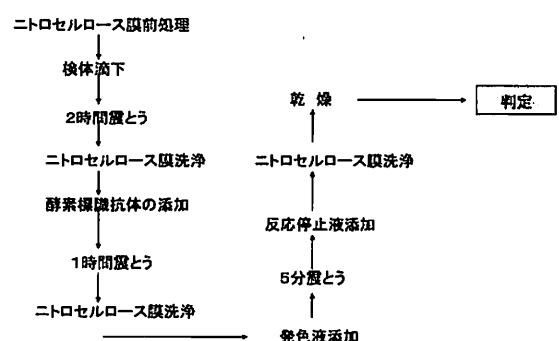 ニトロセルロース膜前処理
検体滴下
2時間震とう
ニトロセルロース膜洗浄
酵素標識抗体の添加
1時間震とう
ニトロセルロース膜洗浄
発色液添加
5分震とう
反応停止液添加
ニトロセルロース膜洗浄
乾 燥
判定